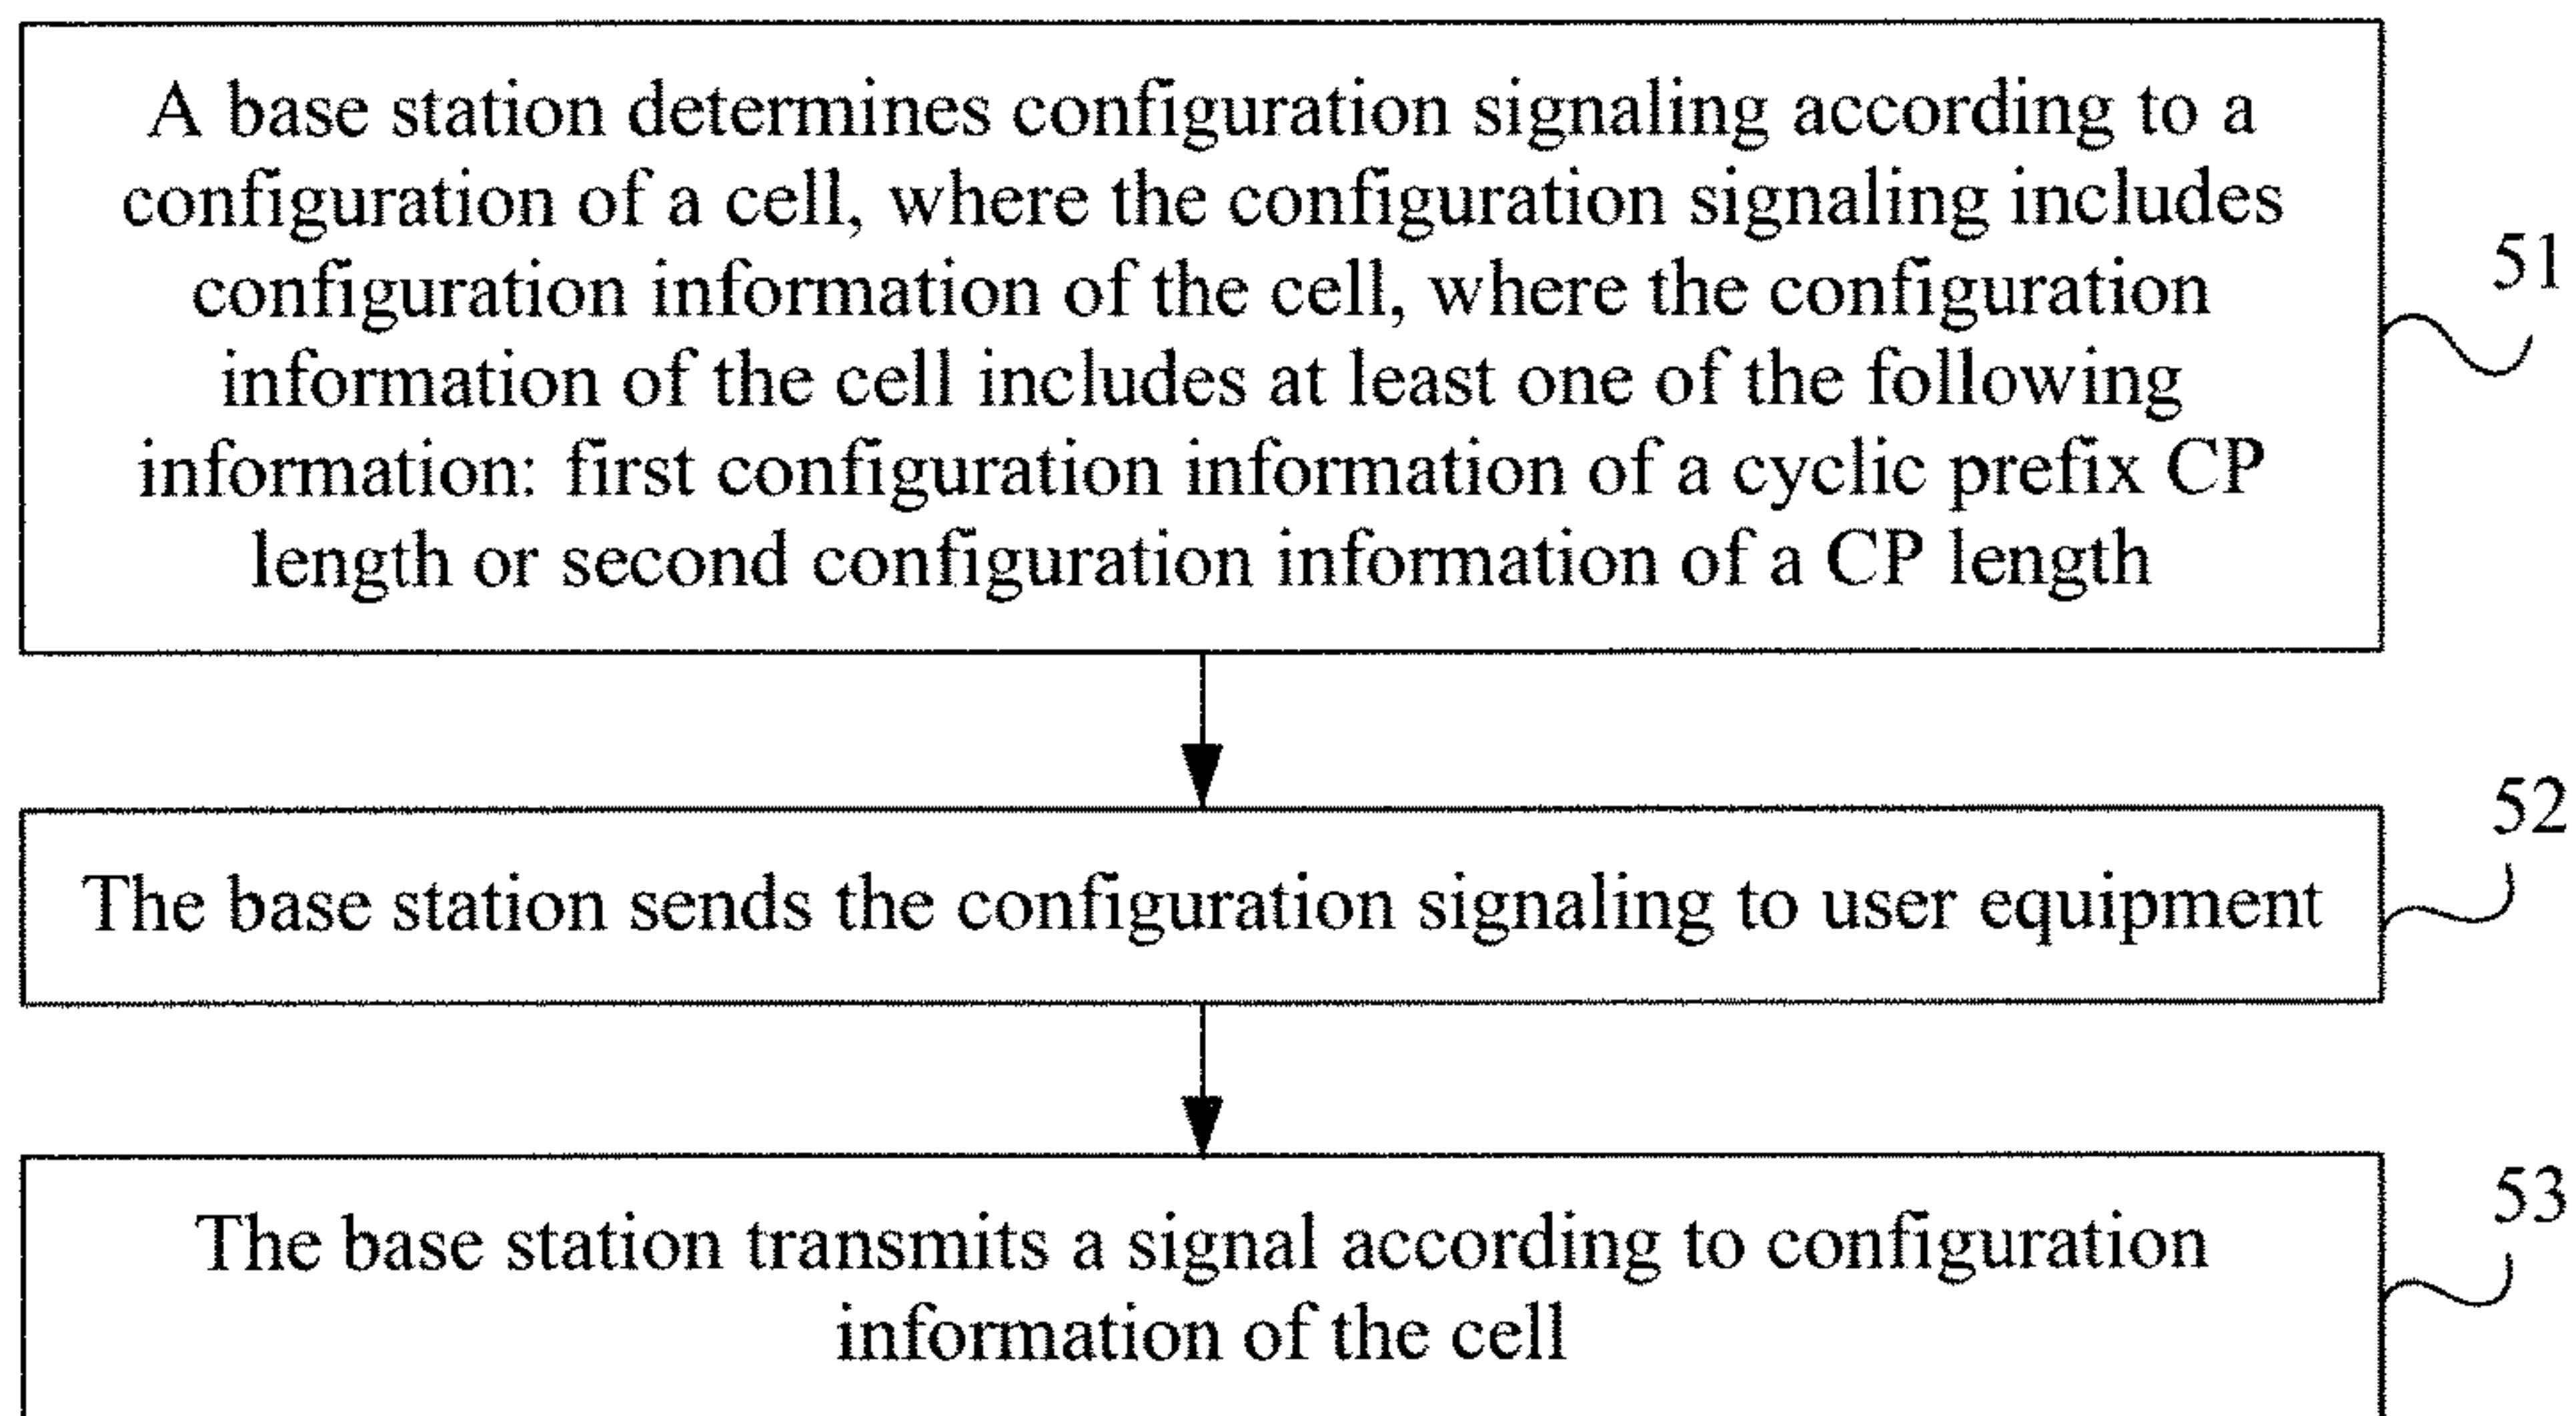 A base station determines configuration signaling according to a
configuration of a cell, where the configuration signaling includes
configuration information of the cell, where the configuration
information of the cell includes at least one of the following
information: first configuration information of a cyclic prefix CP
length or second configuration information of a CP length
51
The base station sends the configuration signaling to user equipment
52
The base station transmits a signal according to configuration
information of the cell
53